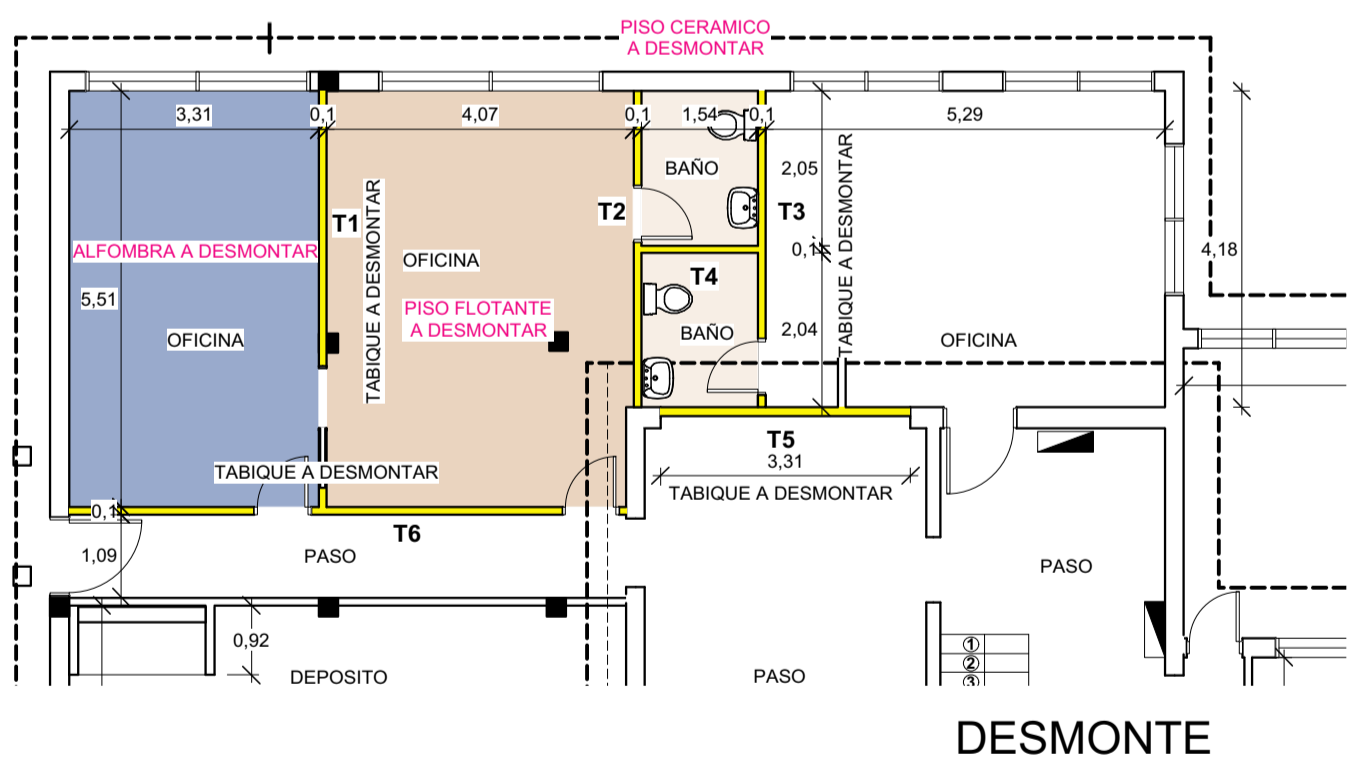 PISO CERAMICO
A DESMONTAR
3,31
0,1
4,07
0,1
1,54
0,1
5,29
BAÑO
2,05
TABIQUE A DESMONTAR
T1
TABIQUE A DESMONTAR
T2
T3
ALFOMBRA A DESMONTAR
OFICINA
0,1
4,18
T4
5,51
PISO FLOTANTE
A DESMONTAR
OFICINA
BAÑO
2,04
OFICINA
T5
3,31
TABIQUE A DESMONTAR
TABIQUE A DESMONTAR
0,1
T6
1,09
PASO
PASO
0,92
DEPOSITO
PASO
1
2
3
DESMONTE